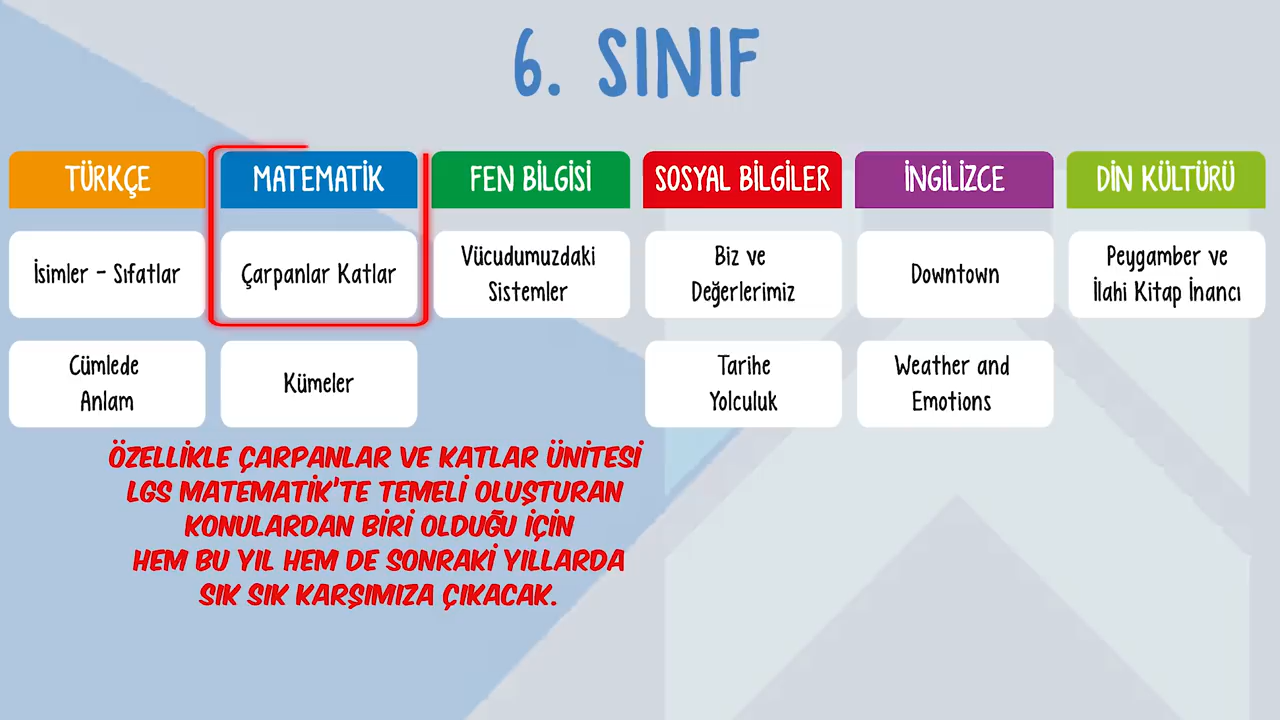 6. SINIF
TÜRKÇE
MATEMATİK
FEN BİLGİSİ
SOSYAL BİLGİLER
İNGİLİZCE
DİN KÜLTÜRÜ
İsimler - Sıfatlar
Çarpanlar Katlar
Vücudumuzdaki
Sistemler
Biz ve
Değerlerimiz
Downtown
Peygamber ve
İlahi Kitap İnancı
Cümlede
Anlam
Kümeler
Tarihe
Yolculuk
Weather and
Emotions
ÖZELLİKLE ÇARPANLAR VE KATLAR ÜNİTESİ
LGS MATEMATİK'TE TEMELİ OLUŞTURAN
KONULARDAN BİRİ OLDUĞU İÇİN
HEM BU YIL HEM DE SONRAKİ YILLARDA
SIK SIK KARŞIMIZA ÇIKACAK.